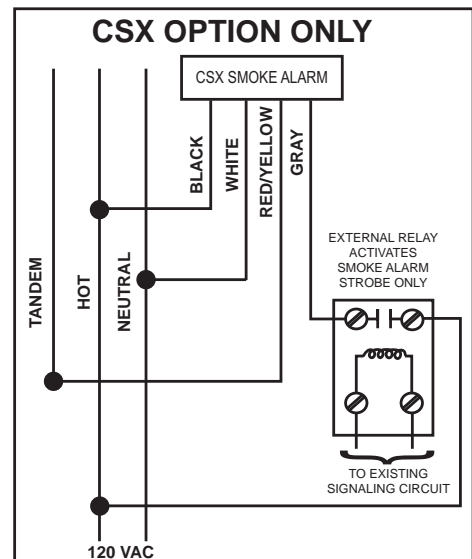 CSX OPTION ONLY
CSX SMOKE ALARM
BLACK
WHITE
RED/YELLOW
GRAY
TANDEM
HOT
NEUTRAL
EXTERNAL RELAY
ACTIVATES
SMOKE ALARM
STROBE ONLY
TO EXISTING
SIGNALING CIRCUIT
120 VAC